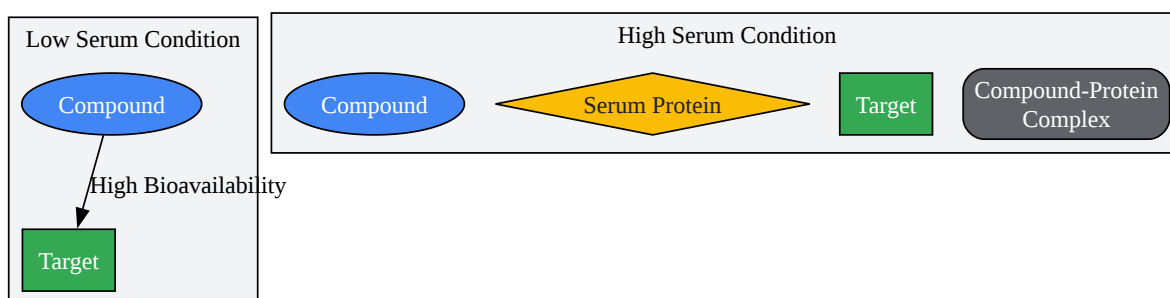 Low Serum Condition
Compound
High Bioavailability
Target
High Serum Condition
Compound
Serum Protein
Target
Compound-Protein
Complex